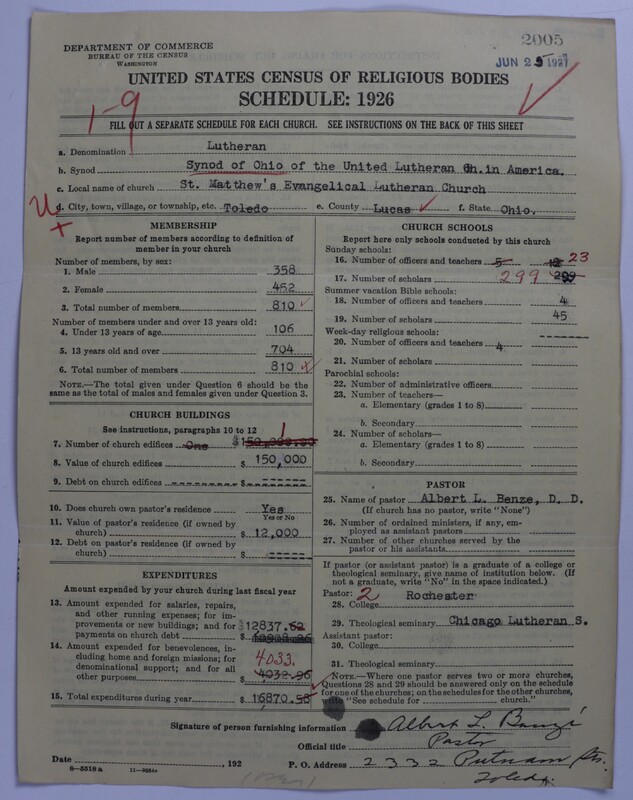 2005
DEPARTMENT OF COMMERCE
BUREAU OF THE CENSUS
WASHINGTON
JUN 25 1927
UNITED STATES CENSUS OF RELIGIOUS BODIES
SCHEDULE: 1926
1-9
FILL OUT A SEPARATE SCHEDULE FOR EACH CHURCH. SEE INSTRUCTIONS ON THE BACK OF THIS SHEET
a. Denomination Lutheran
b. Synod Synod of Ohio of the United Lutheran Ch.in America.
c. Local name of church St. Matthew's Evangelical Lutheran Church
U
d. City, town, village, or township, etc. Toledo e. County Lucas f. State Ohio.
MEMBERSHIP
Report number of members according to definition of member in your church
Number of members, by sex:
1. Male 358
2. Female 452
3. Total number of members 810
Number of members under and over 13 years old:
4. Under 13 years of age 106
5. 13 years old and over 704
6. Total number of members 810
NOTE.—The total given under Question 6 should be the same as the total of males and females given under Question 3.
CHURCH BUILDINGS
See instructions, paragraphs 10 to 12
7. Number of church edifices One 1
8. Value of church edifices $ 150,000
9. Debt on church edifices $ -----
10. Does church own pastor's residence Yes
Yes or No
11. Value of pastor's residence (if owned by church) $ 12,000
12. Debt on pastor's residence (if owned by church) $ -----
EXPENDITURES
Amount expended by your church during last fiscal year
13. Amount expended for salaries, repairs, and other running expenses; for improvements or new buildings; and for payments on church debt $ 12837.62
14. Amount expended for benevolences, including home and foreign missions; for denominational support; and for all other purposes 4033. $ 4032.96
15. Total expenditures during year $ 16870.58
CHURCH SCHOOLS
Report here only schools conducted by this church
Sunday schools:
16. Number of officers and teachers 5 23
17. Number of scholars 299
Summer vacation Bible schools:
18. Number of officers and teachers 4
19. Number of scholars 45
Week-day religious schools:
20. Number of officers and teachers 4 -----
21. Number of scholars
Parochial schools:
22. Number of administrative officers
23. Number of teachers—
a. Elementary (grades 1 to 8)
b. Secondary
24. Number of scholars—
a. Elementary (grades 1 to 8)
b. Secondary
PASTOR
25. Name of pastor Albert L. Benze, D. D.
(If church has no pastor, write "None")
26. Number of ordained ministers, if any, employed as assistant pastors
27. Number of other churches served by the pastor or his assistants
If pastor (or assistant pastor) is a graduate of a college or theological seminary, give name of institution below. (If not a graduate, write "No" in the space indicated.)
Pastor: 2 Rochester
28. College
29. Theological seminary Chicago Lutheran S.
Assistant pastor:
30. College
31. Theological seminary
NOTE.—Where one pastor serves two or more churches, Questions 28 and 29 should be answered only on the schedule for one of the churches; on the schedules for the other churches, write "See schedule for church."
Signature of person furnishing information Albert L. Benze
Official title Pastor
Date , 192 P. O. Address 2332 Putnam St.
8—5518 a
Toledo.